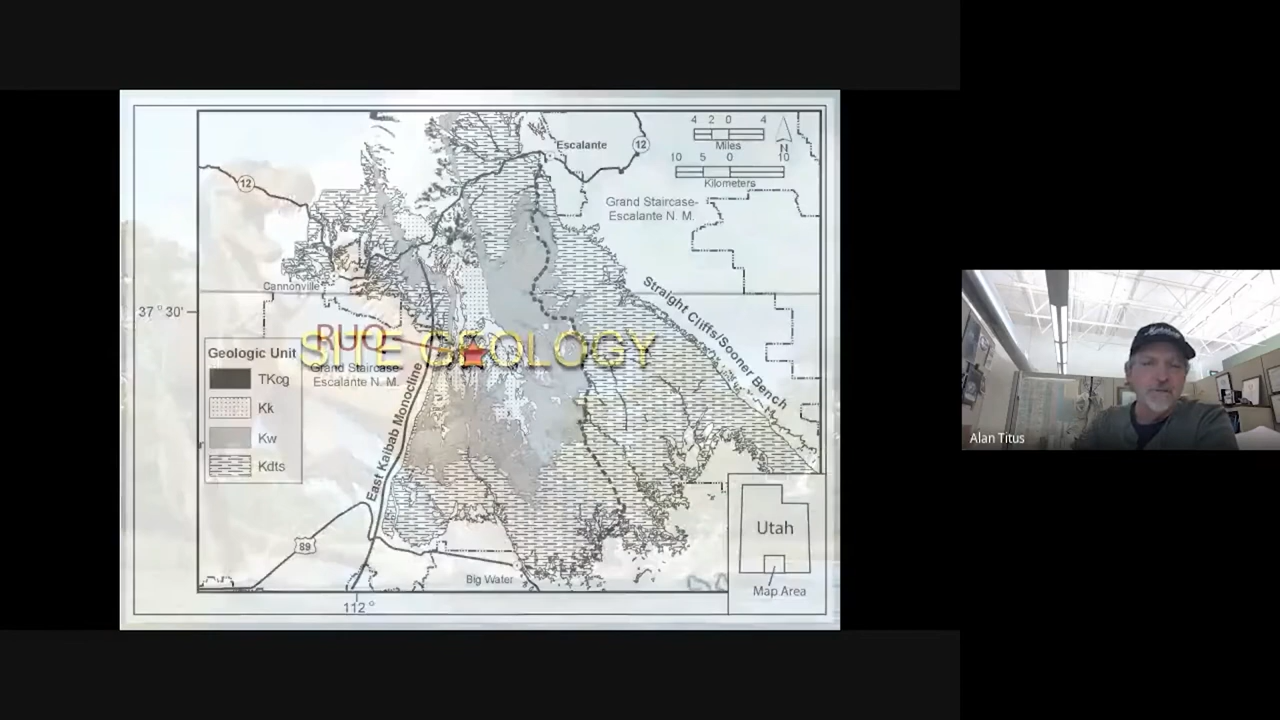 4 2 0 4
Miles
N
10 5 0 10
Kilometers
Escalante
12
12
Grand Staircase-
Escalante N. M.
Cannonville
37° 30'
Straight Cliffs/Sooner Bench
RUQ
SITE GEOLOGY
Geologic Unit
TKcg
Kk
Kw
Kdts
Grand Staircase-
Escalante N. M.
East Kaibab Monocline
89
Big Water
112°
Utah
Map Area
Alan Titus